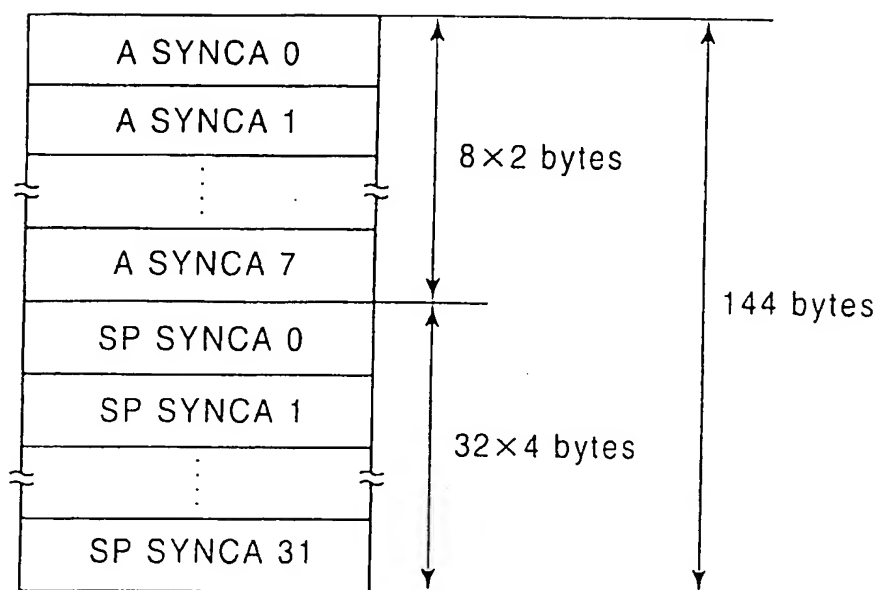 A SYNCA 0
A SYNCA 1
⋮
A SYNCA 7
SP SYNCA 0
SP SYNCA 1
⋮
SP SYNCA 31
8×2 bytes
32×4 bytes
144 bytes